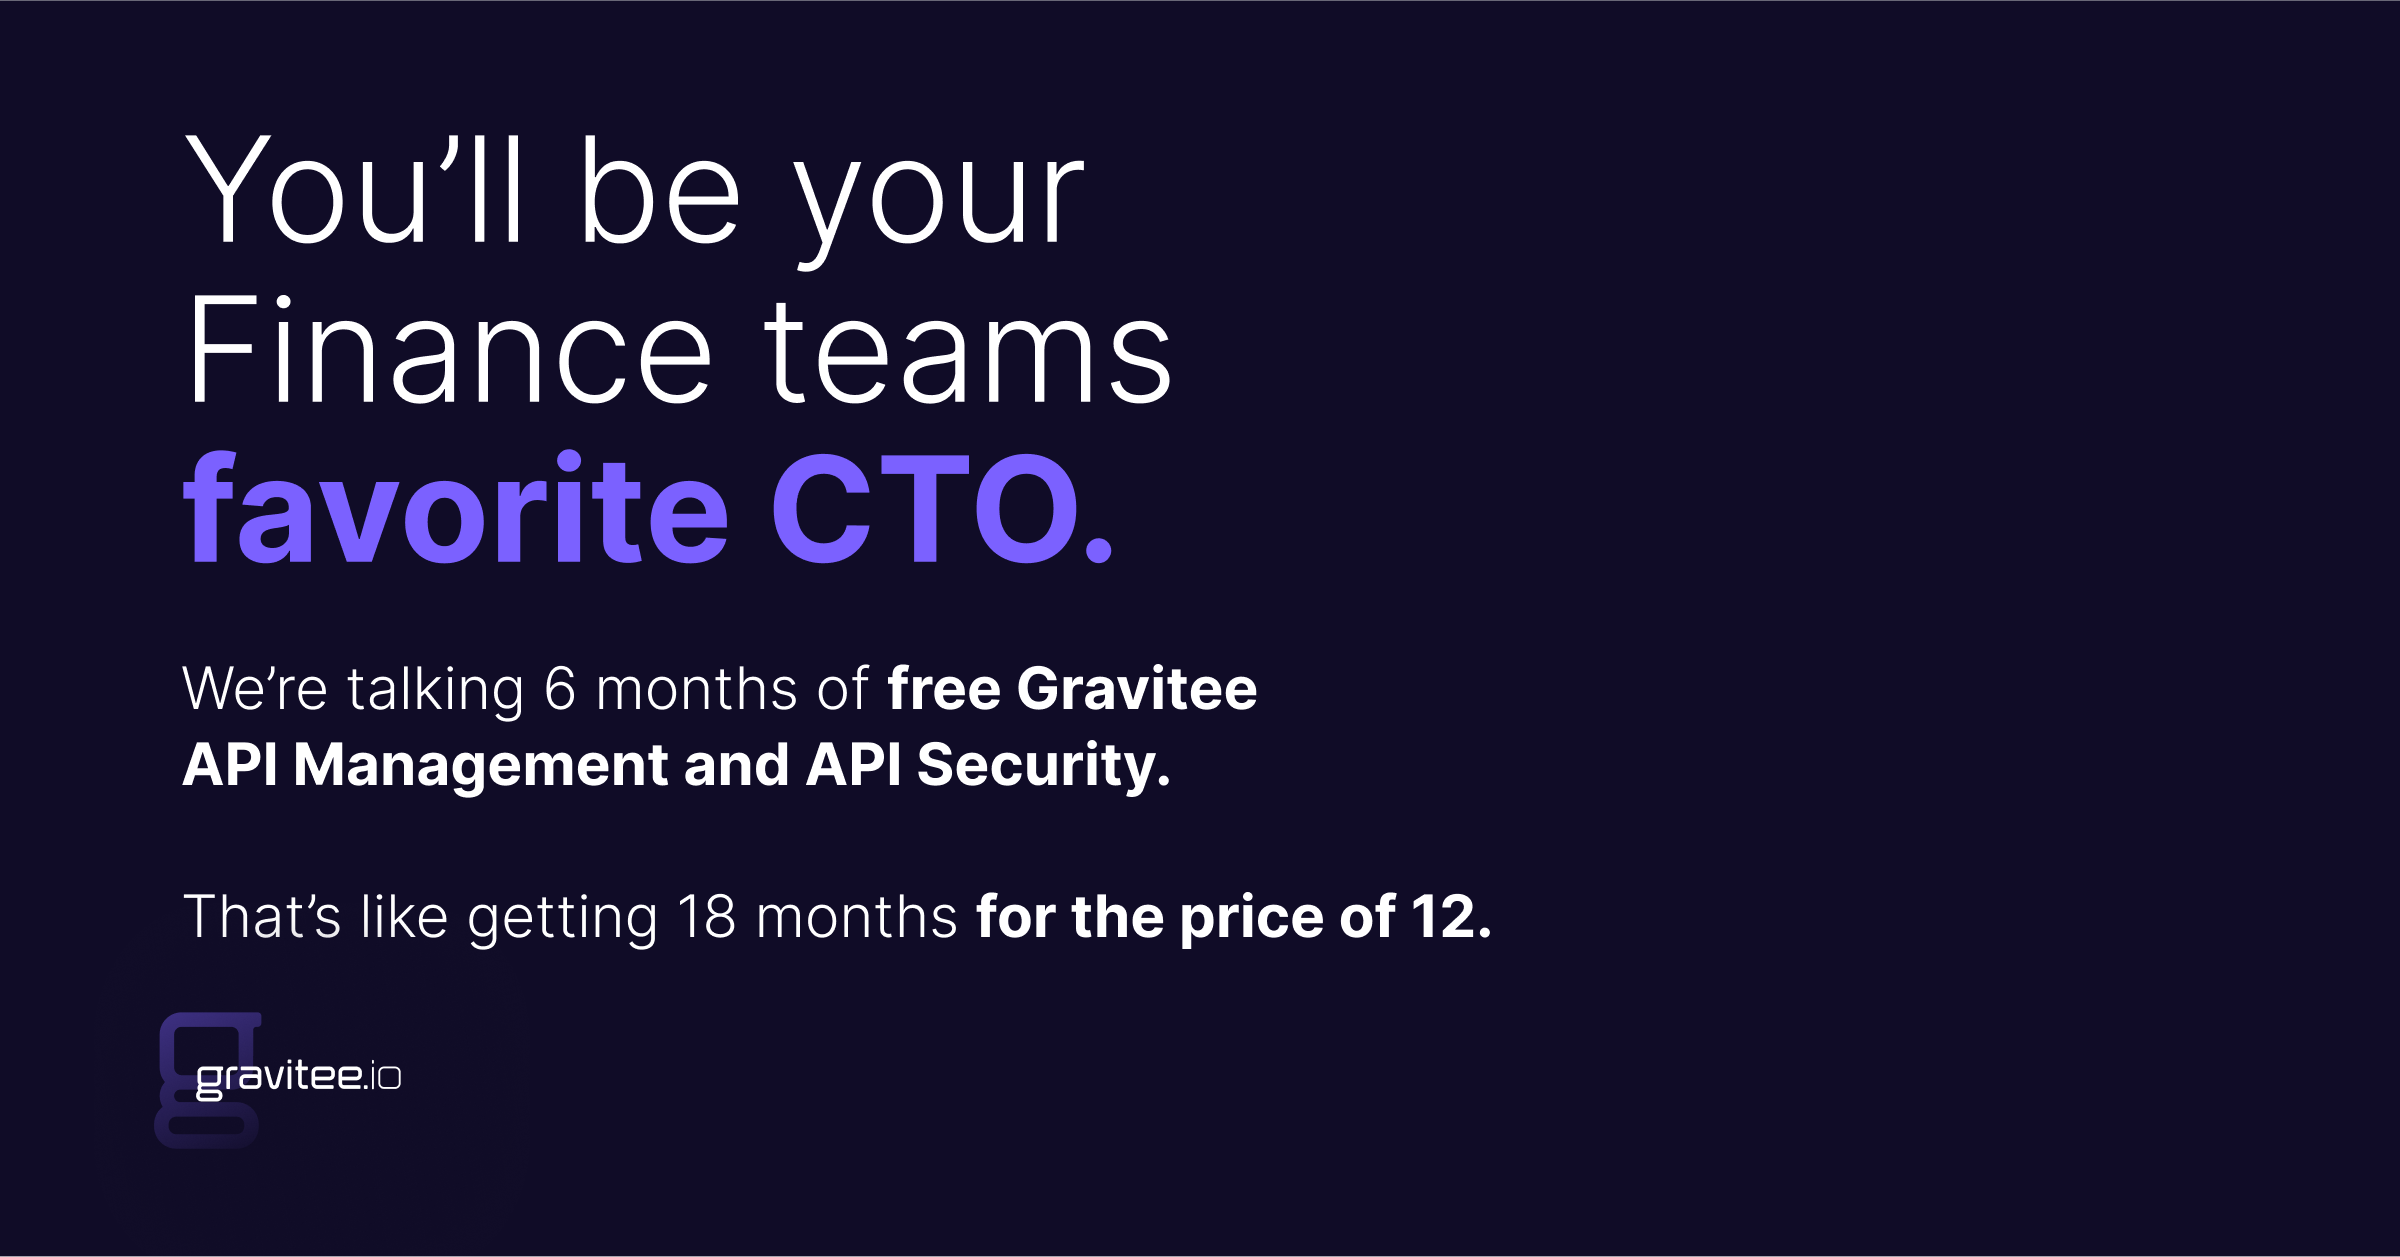 You’ll be your
Finance teams
favorite CTO.
We’re talking 6 months of free Gravitee
API Management and API Security.
That’s like getting 18 months for the price of 12.
gravitee.io